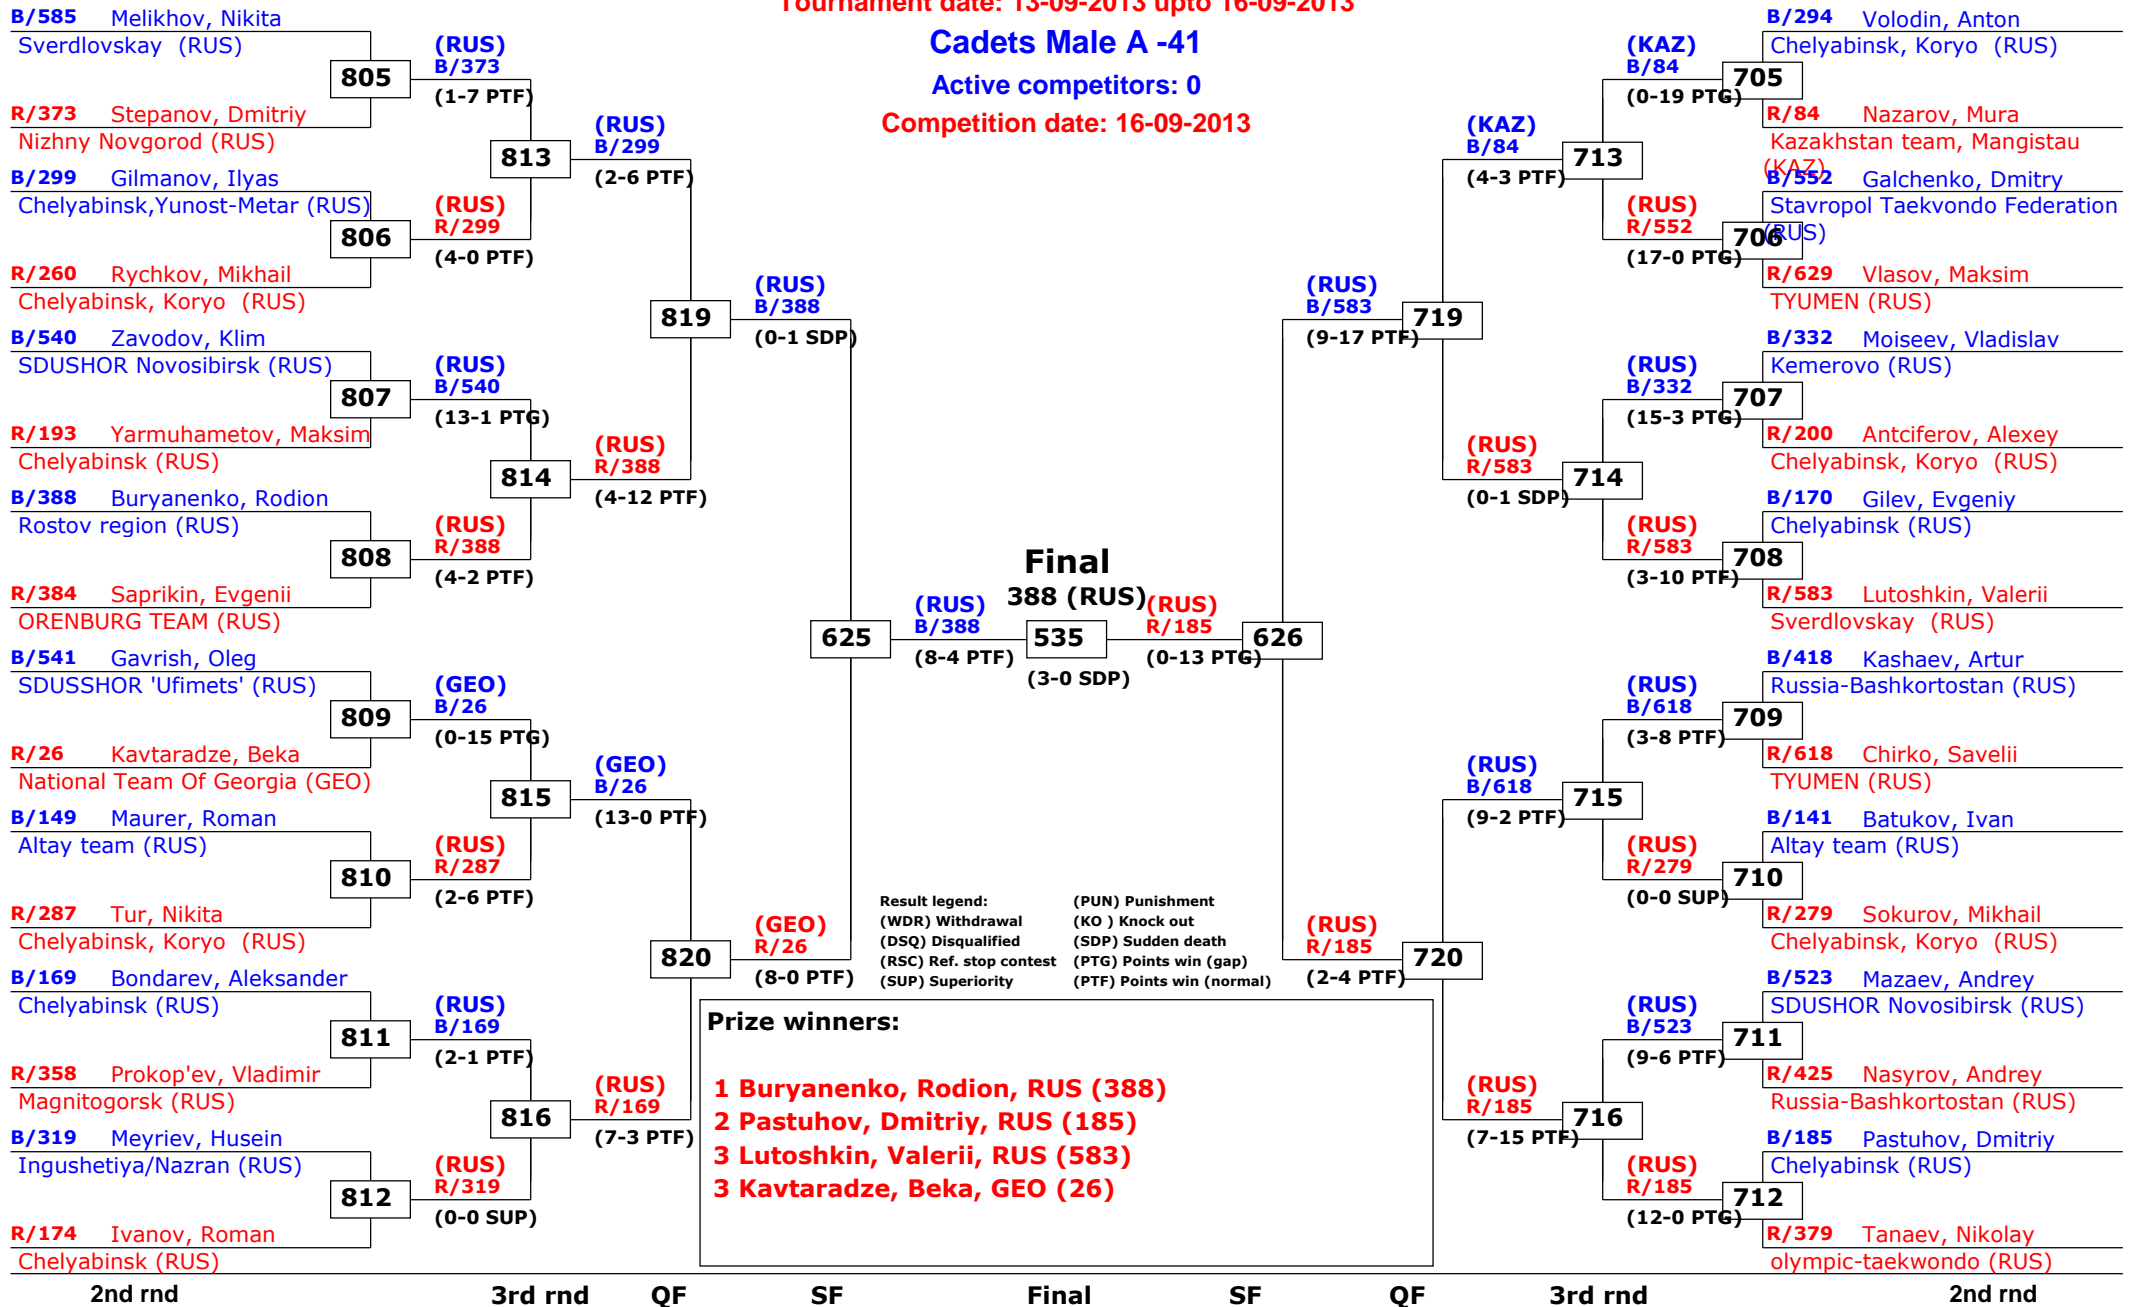 Tournament date: 13-09-2013 upto 16-09-2013
Cadets Male A -41
Active competitors: 0
Competition date: 16-09-2013
B/585 Melikhov, Nikita
Sverdlovskay (RUS)
805
R/373 Stepanov, Dmitriy
Nizhny Novgorod (RUS)
B/299 Gilmanov, Ilyas
Chelyabinsk,Yunost-Metar (RUS)
806
R/260 Rychkov, Mikhail
Chelyabinsk, Koryo (RUS)
B/540 Zavodov, Klim
SDUSHOR Novosibirsk (RUS)
807
R/193 Yarmuhametov, Maksim
Chelyabinsk (RUS)
B/388 Buryanenko, Rodion
Rostov region (RUS)
808
R/384 Saprikin, Evgenii
ORENBURG TEAM (RUS)
B/541 Gavrish, Oleg
SDUSSHOR 'Ufimets' (RUS)
809
R/26 Kavtaradze, Beka
National Team Of Georgia (GEO)
B/149 Maurer, Roman
Altay team (RUS)
810
R/287 Tur, Nikita
Chelyabinsk, Koryo (RUS)
B/169 Bondarev, Aleksander
Chelyabinsk (RUS)
811
R/358 Prokop'ev, Vladimir
Magnitogorsk (RUS)
B/319 Meyriev, Husein
Ingushetiya/Nazran (RUS)
812
R/174 Ivanov, Roman
Chelyabinsk (RUS)
(RUS)
B/373
(1-7 PTF)
813
(RUS)
R/299
(4-0 PTF)
(RUS)
B/540
(13-1 PTG)
814
(RUS)
R/388
(4-2 PTF)
(GEO)
B/26
(0-15 PTG)
815
(RUS)
R/287
(2-6 PTF)
(RUS)
B/169
(2-1 PTF)
816
(RUS)
R/319
(0-0 SUP)
(RUS)
B/299
(2-6 PTF)
819
(RUS)
R/388
(4-12 PTF)
(GEO)
B/26
(13-0 PTF)
820
(RUS)
R/169
(7-3 PTF)
(RUS)
B/388
(0-1 SDP)
625
(GEO)
R/26
(8-0 PTF)
(RUS)
B/388
(8-4 PTF)
Final
388 (RUS)
535
(3-0 SDP)
(RUS)
R/185
(0-13 PTG)
626
(RUS)
B/583
(9-17 PTF)
719
(RUS)
R/185
(2-4 PTF)
720
(KAZ)
B/84
(4-3 PTF)
713
(RUS)
R/583
(0-1 SDP)
714
(RUS)
B/618
(9-2 PTF)
715
(RUS)
R/185
(7-15 PTF)
716
(KAZ)
B/84
(0-19 PTG)
705
(RUS)
R/552
(17-0 PTG)
706
(RUS)
B/332
(15-3 PTG)
707
(RUS)
R/583
(3-10 PTF)
708
(RUS)
B/618
(3-8 PTF)
709
(RUS)
R/279
(0-0 SUP)
710
(RUS)
B/523
(9-6 PTF)
711
(RUS)
R/185
(12-0 PTG)
712
B/294 Volodin, Anton
Chelyabinsk, Koryo (RUS)
R/84 Nazarov, Mura
Kazakhstan team, Mangistau
(KAZ)
B/552 Galchenko, Dmitry
Stavropol Taekvondo Federation
(RUS)
R/629 Vlasov, Maksim
TYUMEN (RUS)
B/332 Moiseev, Vladislav
Kemerovo (RUS)
R/200 Antciferov, Alexey
Chelyabinsk, Koryo (RUS)
B/170 Gilev, Evgeniy
Chelyabinsk (RUS)
R/583 Lutoshkin, Valerii
Sverdlovskay (RUS)
B/418 Kashaev, Artur
Russia-Bashkortostan (RUS)
R/618 Chirko, Savelii
TYUMEN (RUS)
B/141 Batukov, Ivan
Altay team (RUS)
R/279 Sokurov, Mikhail
Chelyabinsk, Koryo (RUS)
B/523 Mazaev, Andrey
SDUSHOR Novosibirsk (RUS)
R/425 Nasyrov, Andrey
Russia-Bashkortostan (RUS)
B/185 Pastuhov, Dmitriy
Chelyabinsk (RUS)
R/379 Tanaev, Nikolay
olympic-taekwondo (RUS)
Result legend: (PUN) Punishment
(WDR) Withdrawal (KO ) Knock out
(DSQ) Disqualified (SDP) Sudden death
(RSC) Ref. stop contest (PTG) Points win (gap)
(SUP) Superiority (PTF) Points win (normal)
Prize winners:
1 Buryanenko, Rodion, RUS (388)
2 Pastuhov, Dmitriy, RUS (185)
3 Lutoshkin, Valerii, RUS (583)
3 Kavtaradze, Beka, GEO (26)
2nd rnd 3rd rnd QF SF Final SF QF 3rd rnd 2nd rnd